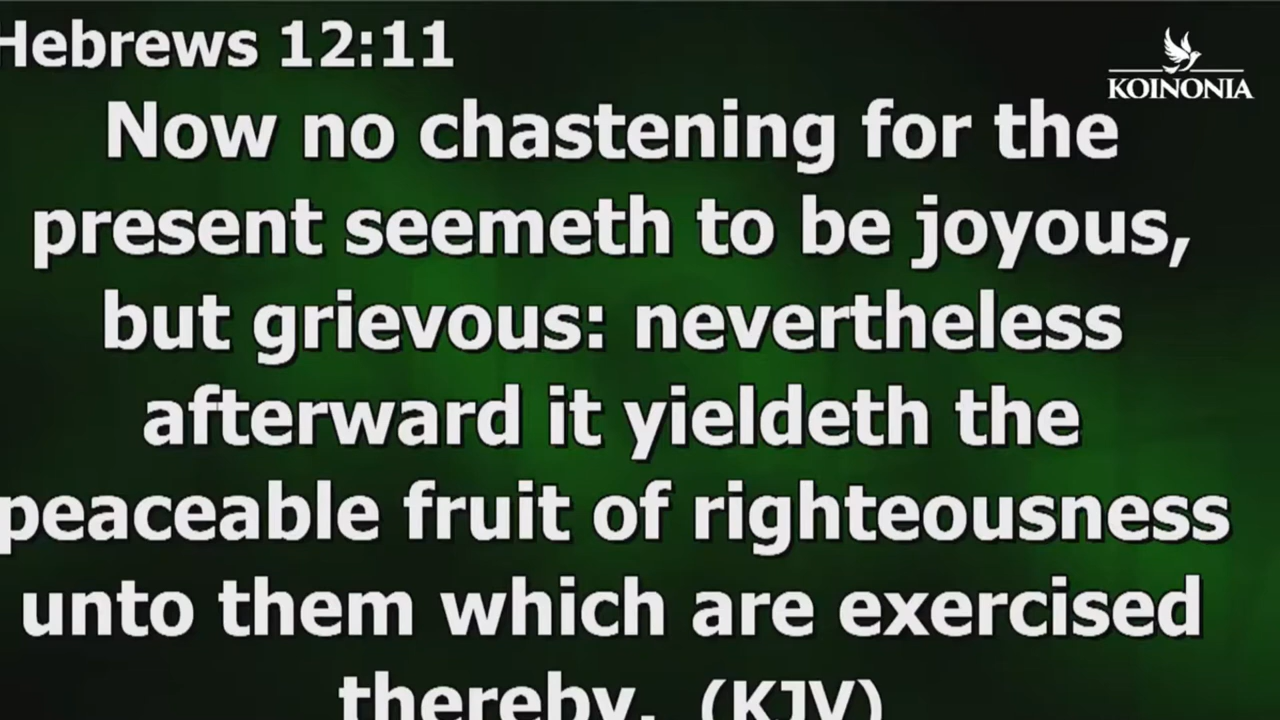 Hebrews 12:11
KOINONIA
Now no chastening for the
present seemeth to be joyous,
but grievous: nevertheless
afterward it yieldeth the
peaceable fruit of righteousness
unto them which are exercised
thereby. (KJV)